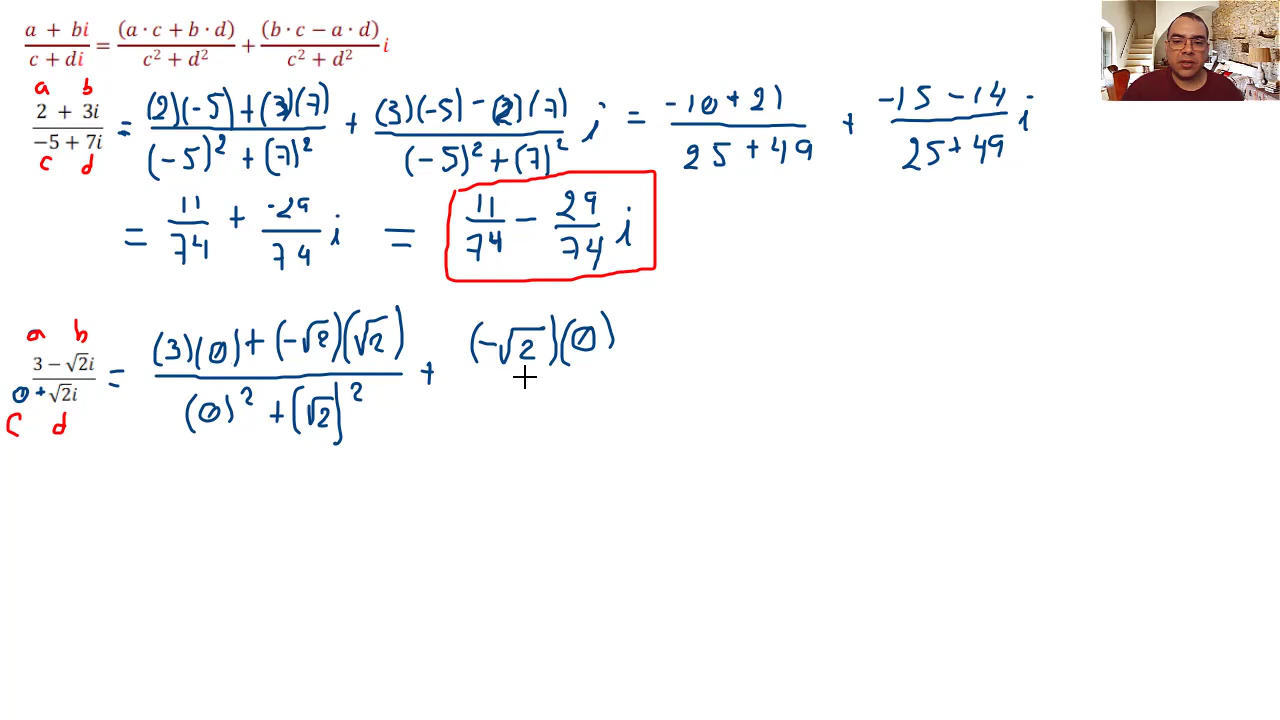 (a + bi)/(c + di) = (a · c + b · d)/(c² + d²) + (b · c − a · d)/(c² + d²) i
a b
(2 + 3i)/(−5 + 7i) = ((2)(-5) + (3)(7))/((-5)² + (7)²) + ((3)(-5) - (2)(7))/((-5)² + (7)²) i = (-10 + 21)/(25 + 49) + (-15 - 14)/(25 + 49) i
c d
= 11/74 + -29/74 i = 11/74 - 29/74 i
a b
(3 − √2i)/(0 + √2i) = ((3)(0) + (-√2)(√2))/((0)² + (√2)²) + (-√2)(0)
c d